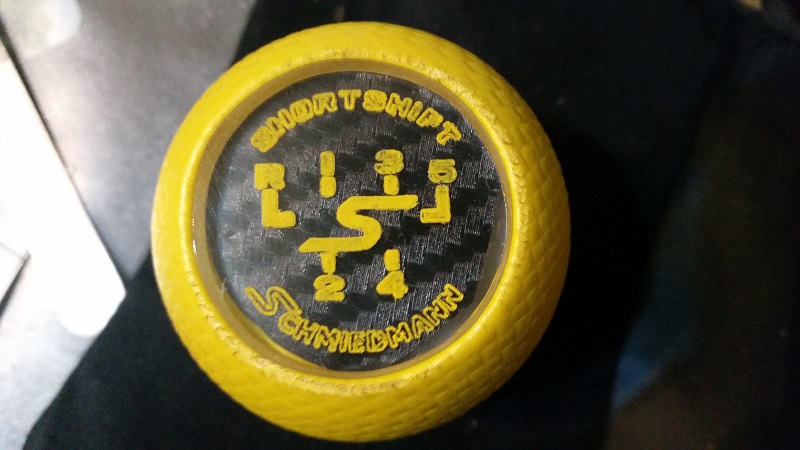 SHORTSHIFT
R 1 3 5
S
2 4
SCHMIEDMANN